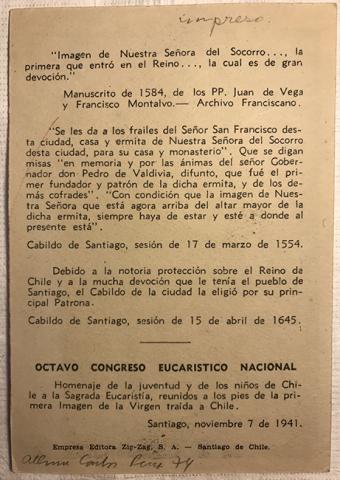 impreso.
"Imagen de Nuestra Señora del Socorro..., la
primera que entró en el Reino..., la cual es de gran
devoción."
Manuscrito de 1584, de los PP. Juan de Vega
y Francisco Montalvo.— Archivo Franciscano.
"Se les da a los frailes del Señor San Francisco des-
ta ciudad, casa y ermita de Nuestra Señora del Socorro
desta ciudad, para su casa y monasterio". Que se digan
misas "en memoria y por las ánimas del señor Gober-
nador don Pedro de Valdivia, difunto, que fué el pri-
mer fundador y patrón de la dicha ermita, y de los de-
más cofrades". "Con condición que la imagen de Nues-
tra Señora que está agora arriba del altar mayor de
la dicha ermita, siempre haya de estar y esté a donde al
presente está".
Cabildo de Santiago, sesión de 17 de marzo de 1554.
Debido a la notoria protección sobre el Reino de
Chile y a la mucha devoción que le tenía el pueblo de
Santiago, el Cabildo de la ciudad la eligió por su prin-
cipal Patrona.
Cabildo de Santiago, sesión de 15 de abril de 1645.
OCTAVO CONGRESO EUCARISTICO NACIONAL
Homenaje de la juventud y de los niños de Chi-
le a la Sagrada Eucaristía, reunidos a los pies de la pri-
mera Imagen de la Virgen traída a Chile.
Santiago, noviembre 7 de 1941.
Empresa Editora Zig-Zag, S. A. — Santiago de Chile.
Carlos